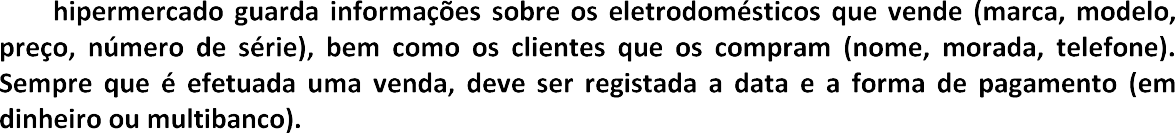 hipermercado guarda informações sobre os eletrodomésticos que vende (marca, modelo,
preço, número de série), bem como os clientes que os compram (nome, morada, telefone).
Sempre que é efetuada uma venda, deve ser registada a data e a forma de pagamento (em
dinheiro ou multibanco).